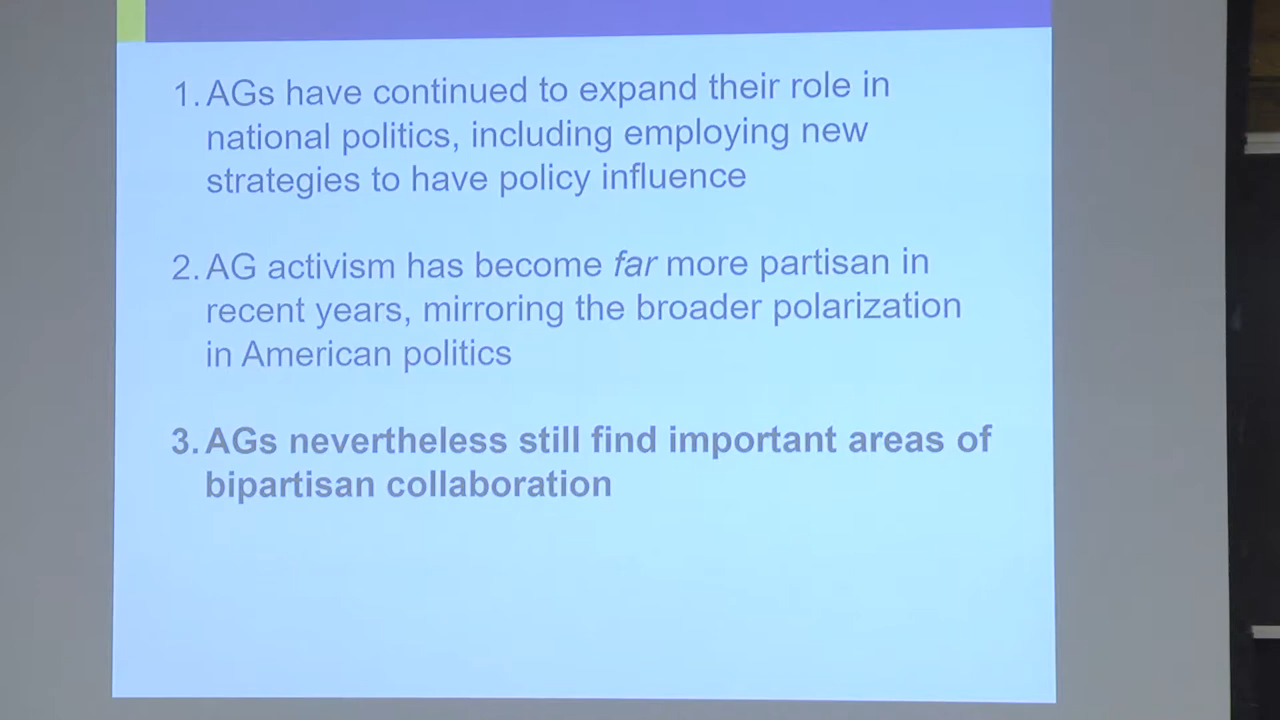 1. AGs have continued to expand their role in
national politics, including employing new
strategies to have policy influence
2. AG activism has become far more partisan in
recent years, mirroring the broader polarization
in American politics
3. AGs nevertheless still find important areas of
bipartisan collaboration